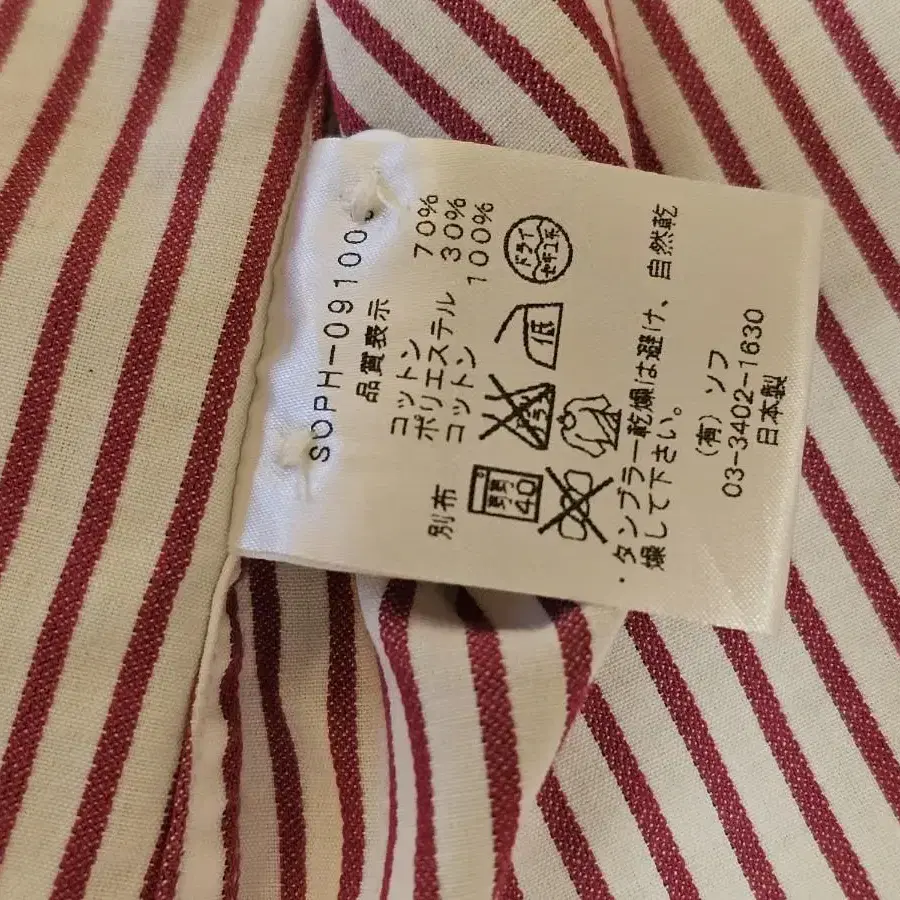 SOPH-09100
品質表示
コットン 70%
ポリエステル 30%
別布 コットン 100%
ドライ
セキユ系
低
40
・タンブラー乾燥は避け、自然乾
燥して下さい。
(有) ソフ
03-3402-1630
日本製